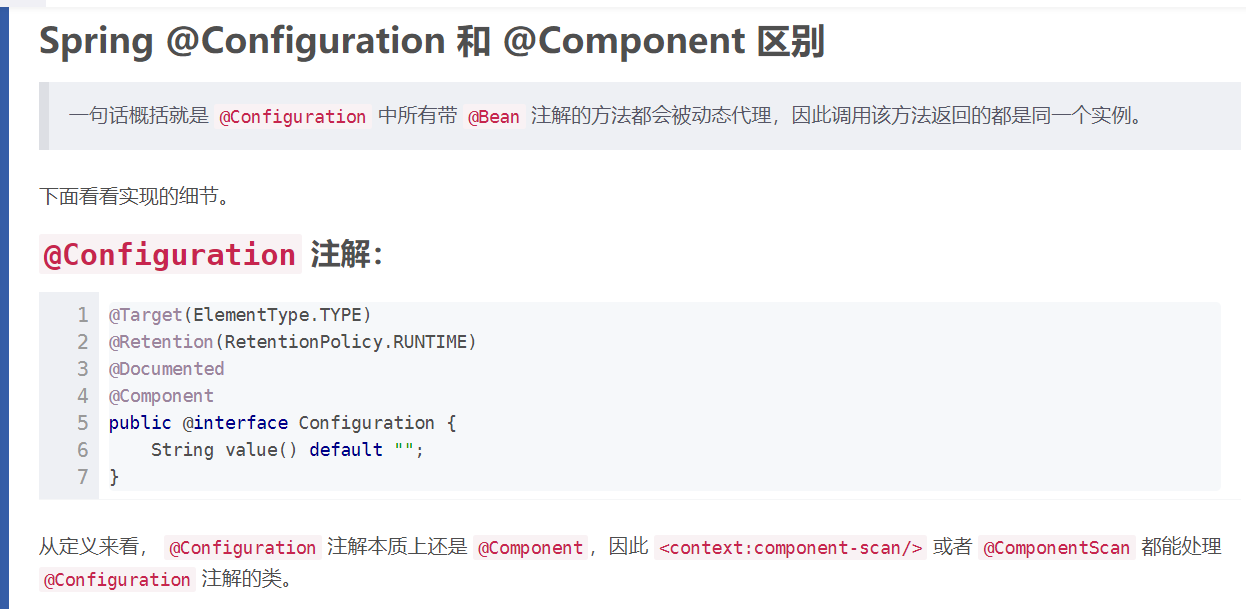 Spring @Configuration 和 @Component 区别
一句话概括就是 @Configuration 中所有带 @Bean 注解的方法都会被动态代理，因此调用该方法返回的都是同一个实例。
下面看看实现的细节。
@Configuration 注解：
1 @Target(ElementType.TYPE)
2 @Retention(RetentionPolicy.RUNTIME)
3 @Documented
4 @Component
5 public @interface Configuration {
6     String value() default "";
7 }
从定义来看， @Configuration 注解本质上还是 @Component ，因此 <context:component-scan/> 或者 @ComponentScan 都能处理
@Configuration 注解的类。